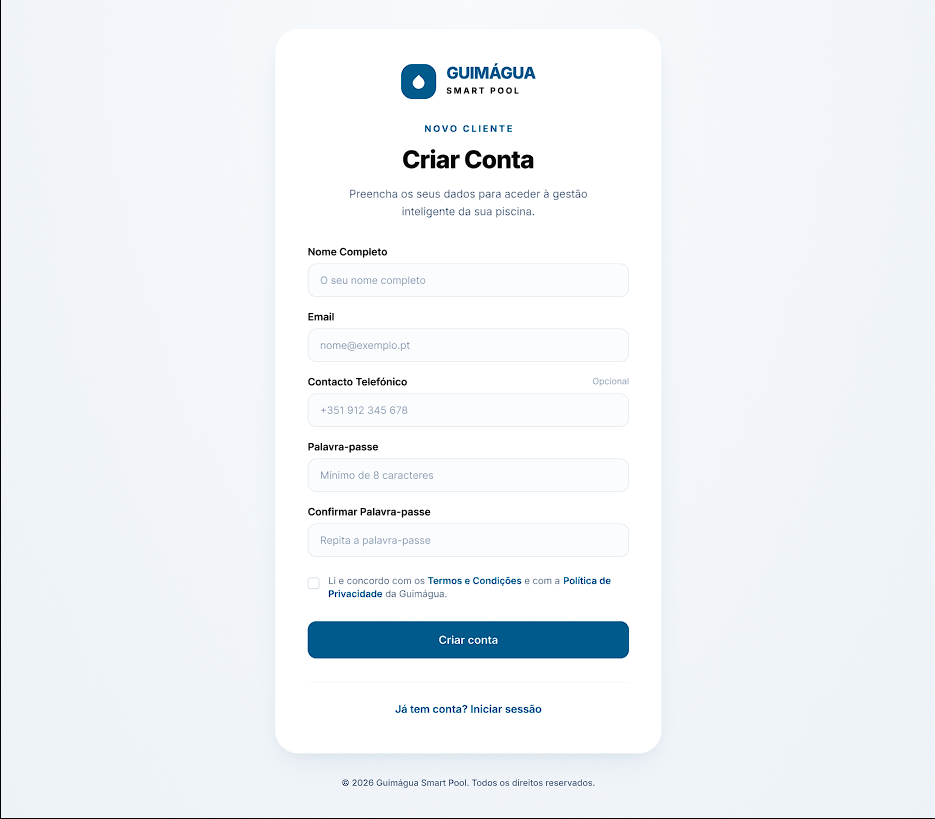 GUIMÁGUA
SMART POOL
NOVO CLIENTE
Criar Conta
Preencha os seus dados para aceder à gestão
inteligente da sua piscina.
Nome Completo
O seu nome completo
Email
nome@exemplo.pt
Contacto Telefónico Opcional
+351 912 345 678
Palavra-passe
Mínimo de 8 caracteres
Confirmar Palavra-passe
Repita a palavra-passe
Li e concordo com os Termos e Condições e com a Política de
Privacidade da Guimágua.
Criar conta
Já tem conta? Iniciar sessão
© 2026 Guimágua Smart Pool. Todos os direitos reservados.